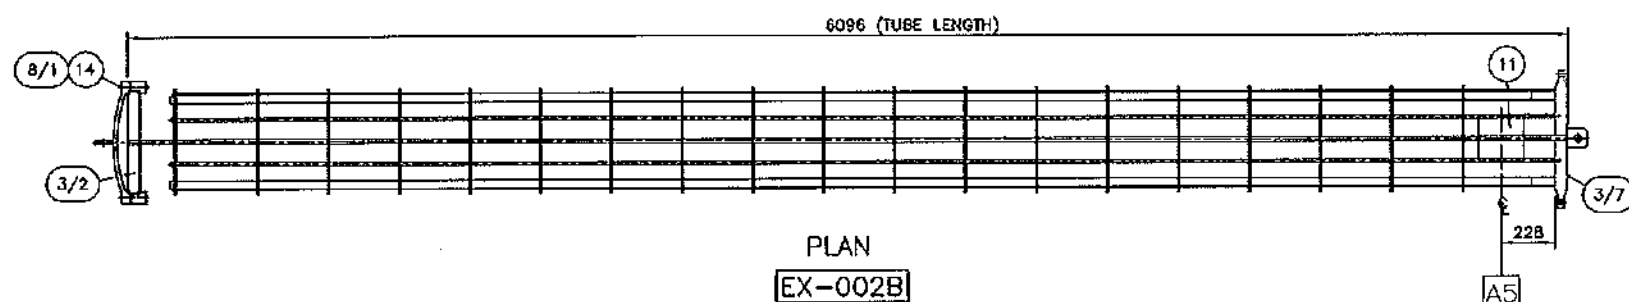 6096 (TUBE LENGTH)
8/1 14
11
3/2
3/7
228
PLAN
EX-002B
A5